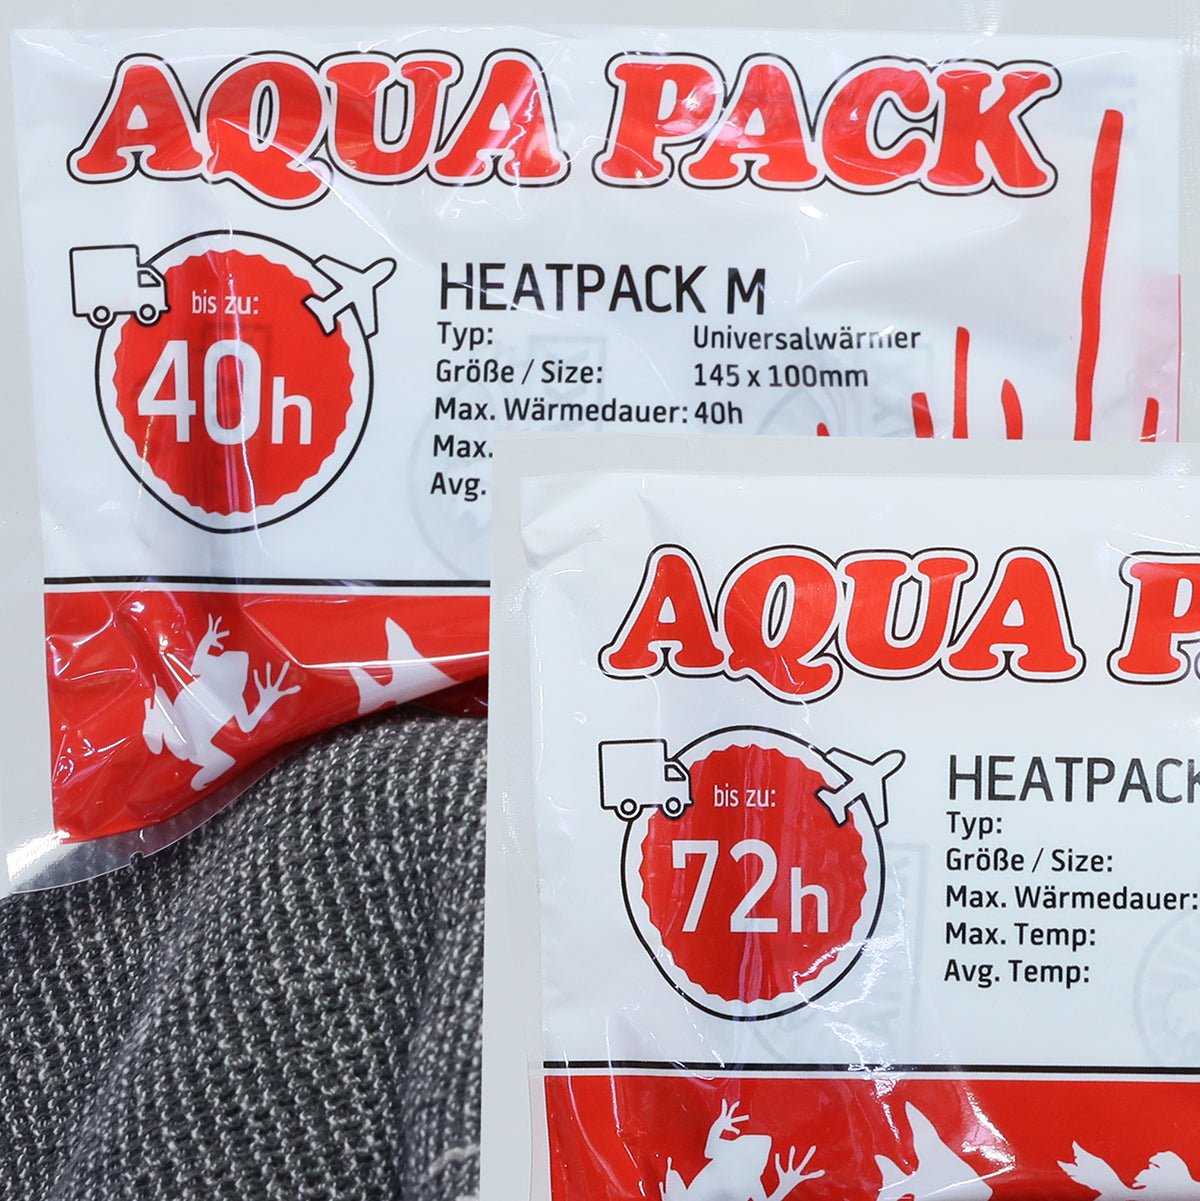 AQUA PACK
bis zu:
40h
HEATPACK M
Typ: Universalwärmer
Größe / Size: 145 x 100mm
Max. Wärmedauer: 40h
Max.
Avg.
AQUA P
bis zu:
72h
HEATPACK
Typ:
Größe / Size:
Max. Wärmedauer:
Max. Temp:
Avg. Temp: